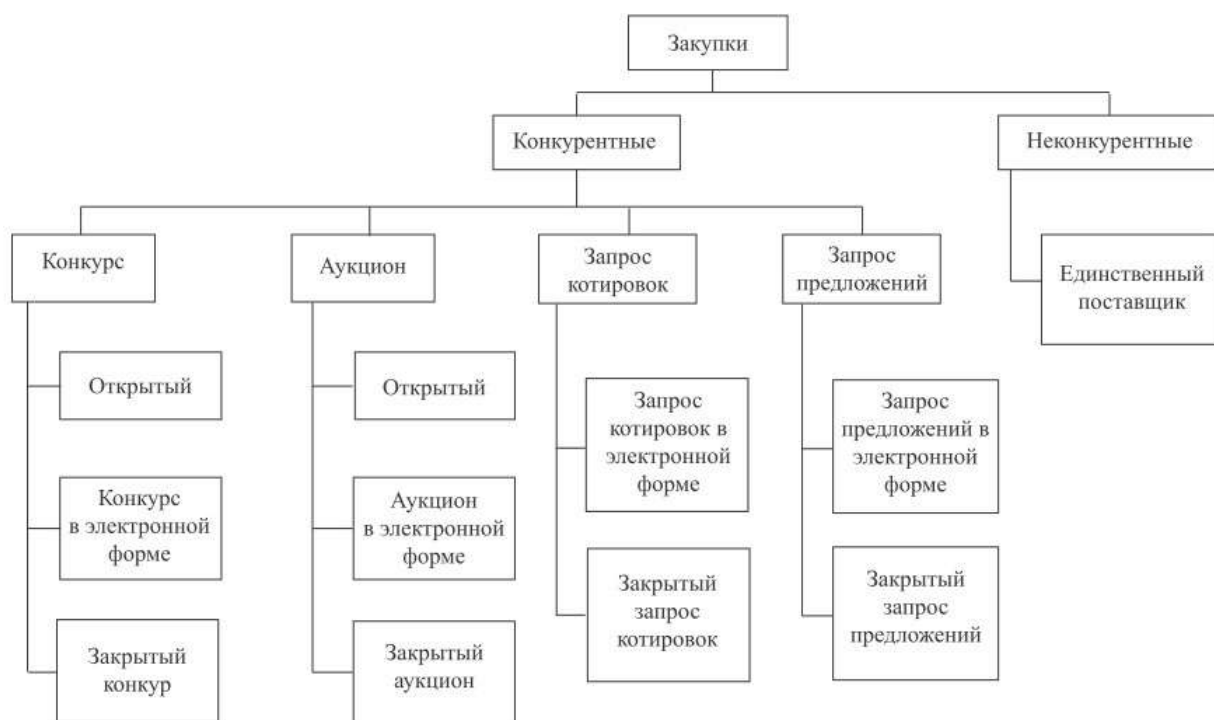 Закупки
Конкурентные
Неконкурентные
Конкурс
Аукцион
Запрос
котировок
Запрос
предложений
Единственный
поставщик
Открытый
Открытый
Запрос
котировок в
электронной
форме
Запрос
предложений в
электронной
форме
Конкурс
в электронной
форме
Аукцион
в электронной
форме
Закрытый
запрос
котировок
Закрытый
запрос
предложений
Закрытый
конкур
Закрытый
аукцион